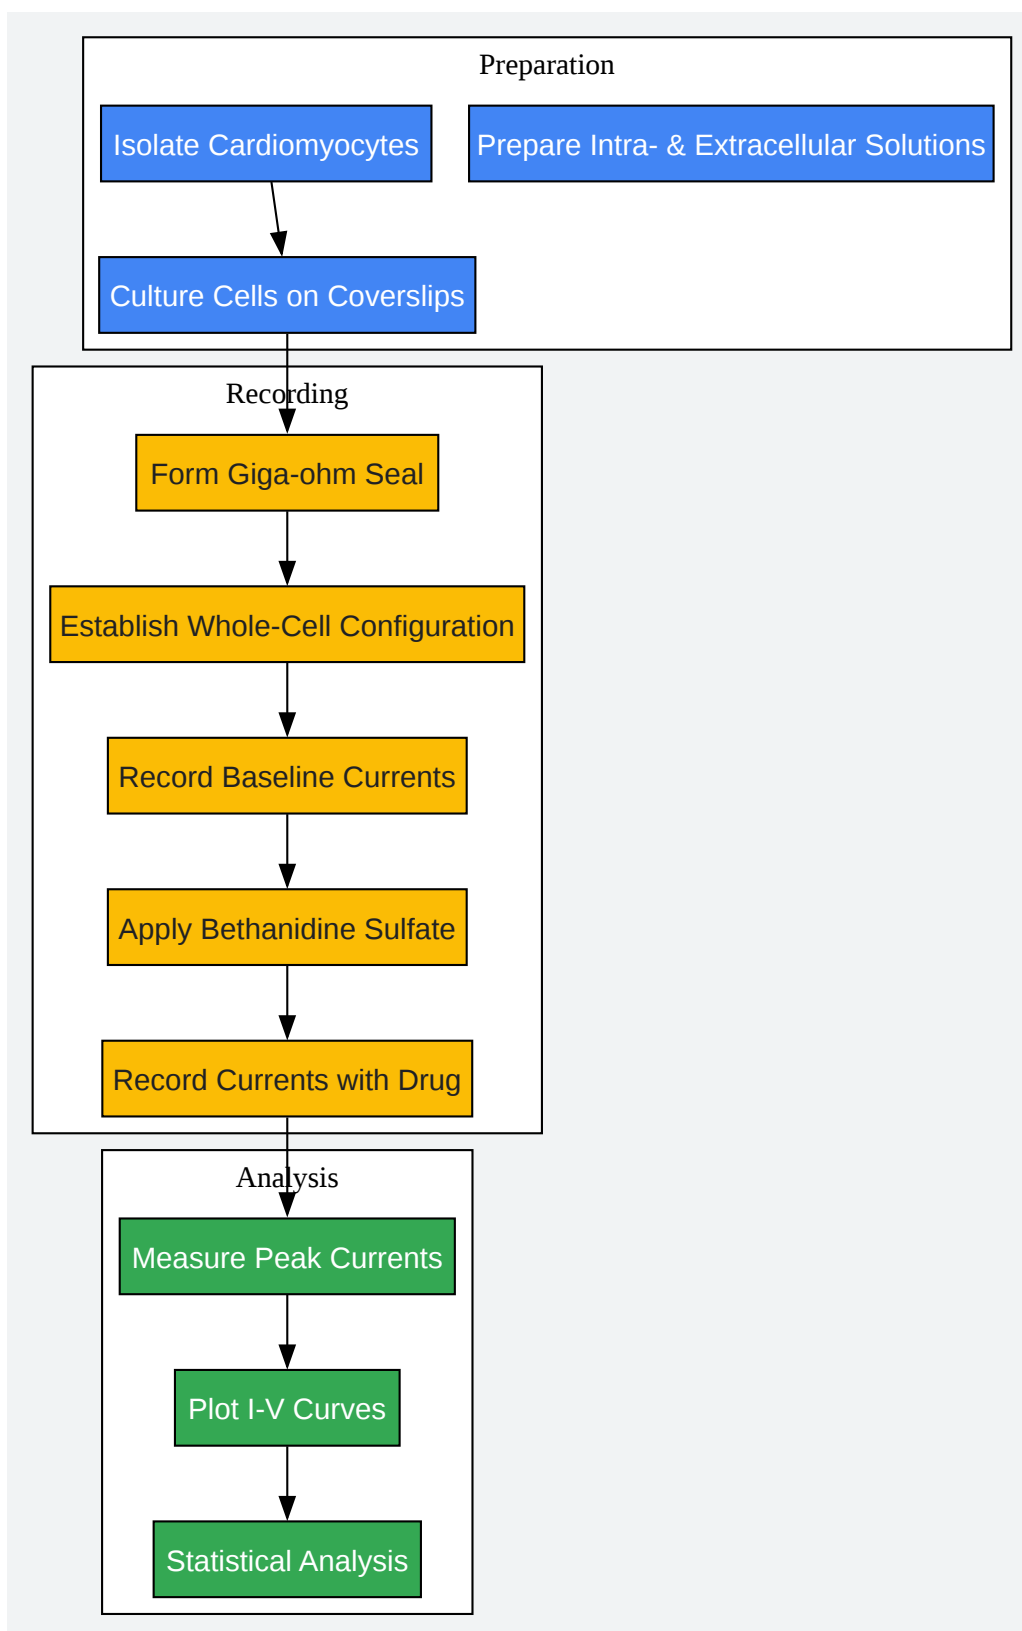 Preparation
Isolate Cardiomyocytes
Prepare Intra- & Extracellular Solutions
Culture Cells on Coverslips
Recording
Form Giga-ohm Seal
Establish Whole-Cell Configuration
Record Baseline Currents
Apply Bethanidine Sulfate
Record Currents with Drug
Analysis
Measure Peak Currents
Plot I-V Curves
Statistical Analysis